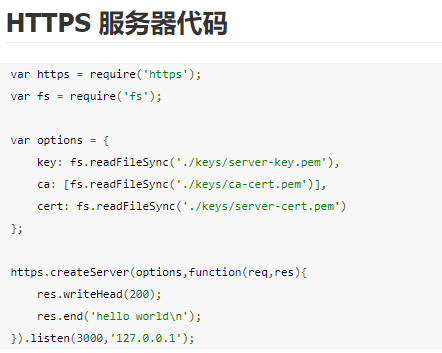 HTTPS 服务器代码
var https = require('https');
var fs = require('fs');
var options = {
key: fs.readFileSync('./keys/server-key.pem'),
ca: [fs.readFileSync('./keys/ca-cert.pem')],
cert: fs.readFileSync('./keys/server-cert.pem')
};
https.createServer(options,function(req,res){
res.writeHead(200);
res.end('hello world\n');
}).listen(3000,'127.0.0.1');